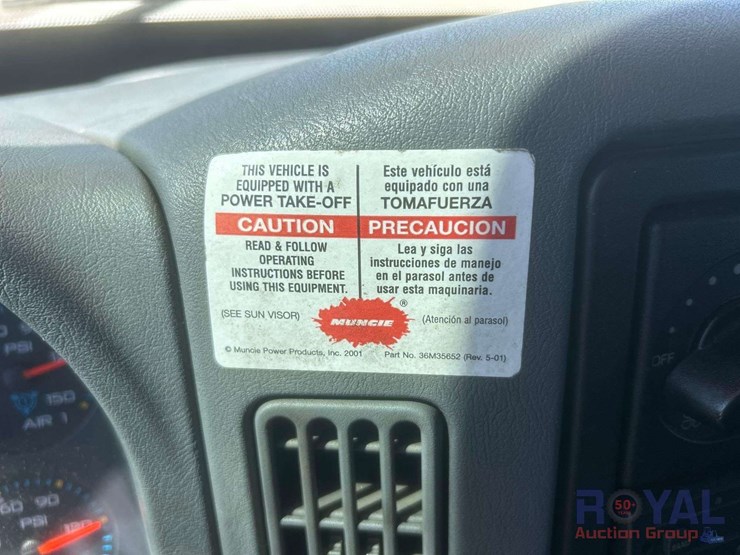 THIS VEHICLE IS
EQUIPPED WITH A
POWER TAKE-OFF
CAUTION
READ & FOLLOW
OPERATING
INSTRUCTIONS BEFORE
USING THIS EQUIPMENT.
(SEE SUN VISOR)
Este vehículo está
equipado con una
TOMAFUERZA
PRECAUCION
Lea y siga las
instrucciones de manejo
en el parasol antes de
usar esta maquinaria.
(Atención al parasol)
MUNCIE ®
© Muncie Power Products, Inc. 2001
Part No. 36M35652 (Rev. 5-01)
PSI
150
AIR 1
60 90
PSI
OFF
ROYAL
50+
Auction Group